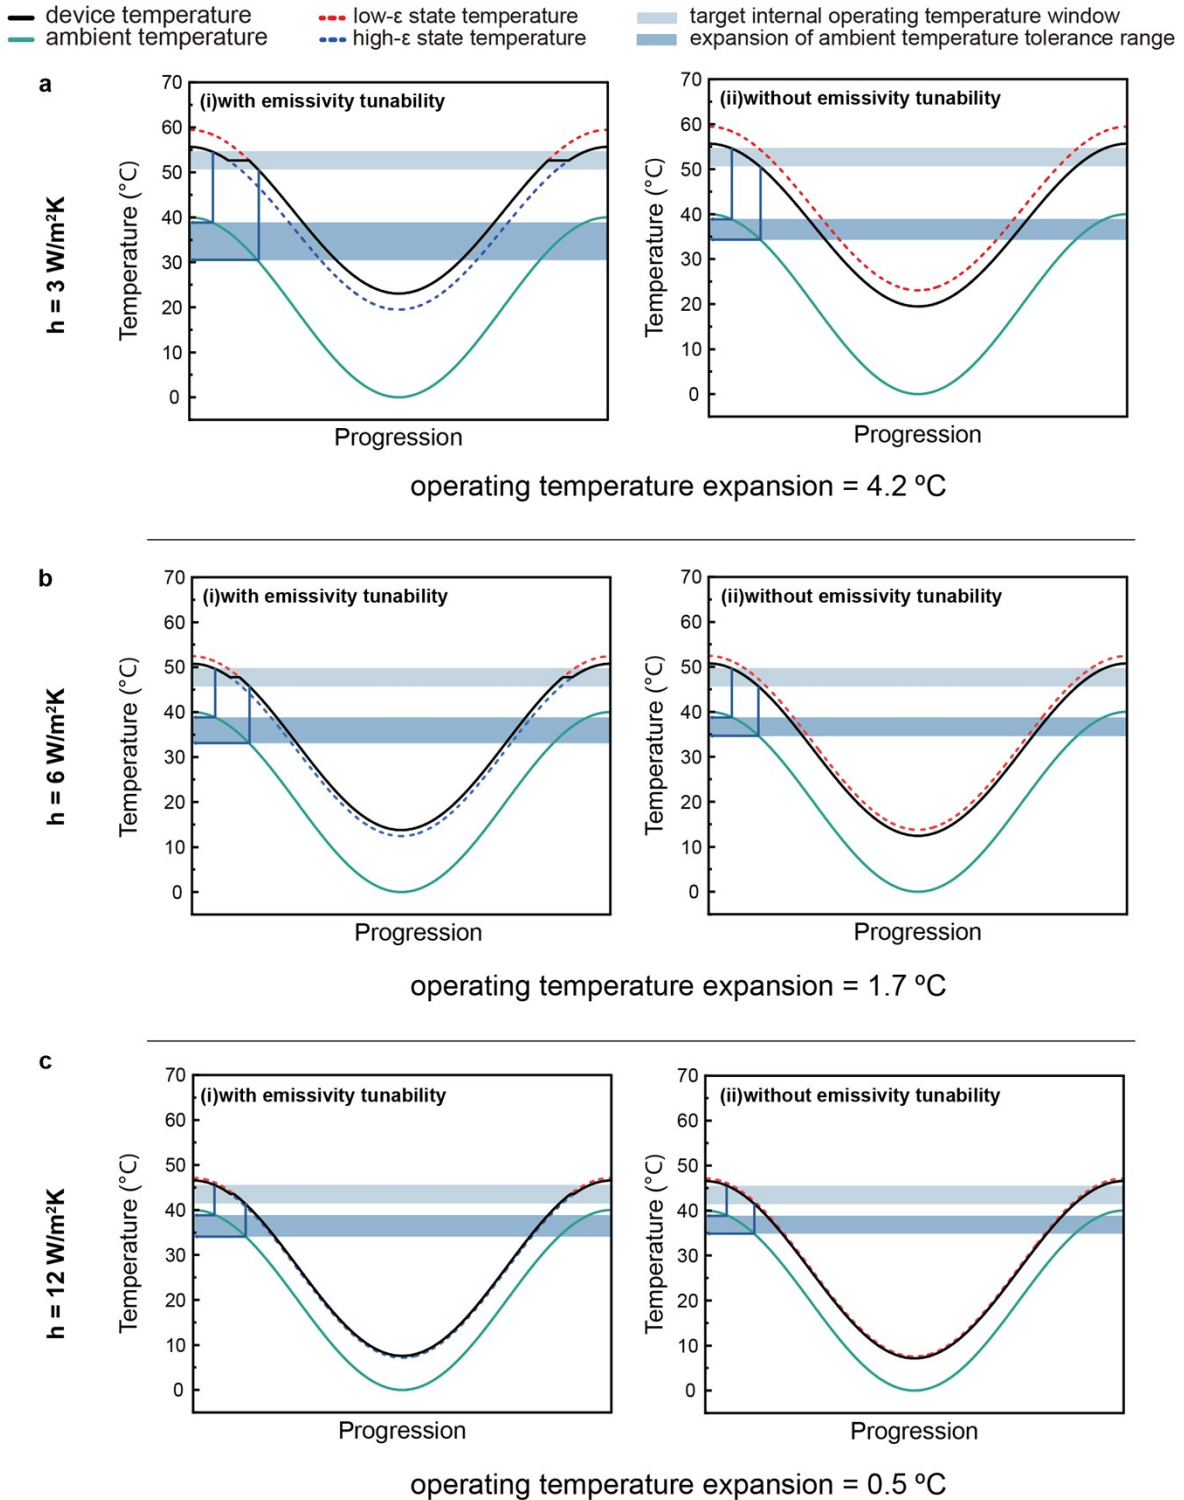 device temperature
low-ε state temperature
target internal operating temperature window
ambient temperature
high-ε state temperature
expansion of ambient temperature tolerance range
a
h = 3 W/m²K
Temperature (°C)
70
60
50
40
30
20
10
0
(i)with emissivity tunability
Progression
Temperature (°C)
70
60
50
40
30
20
10
0
(ii)without emissivity tunability
Progression
operating temperature expansion = 4.2 ºC
b
h = 6 W/m²K
Temperature (°C)
70
60
50
40
30
20
10
0
(i)with emissivity tunability
Progression
Temperature (°C)
70
60
50
40
30
20
10
0
(ii)without emissivity tunability
Progression
operating temperature expansion = 1.7 ºC
c
h = 12 W/m²K
Temperature (°C)
70
60
50
40
30
20
10
0
(i)with emissivity tunability
Progression
Temperature (°C)
70
60
50
40
30
20
10
0
(ii)without emissivity tunability
Progression
operating temperature expansion = 0.5 ºC